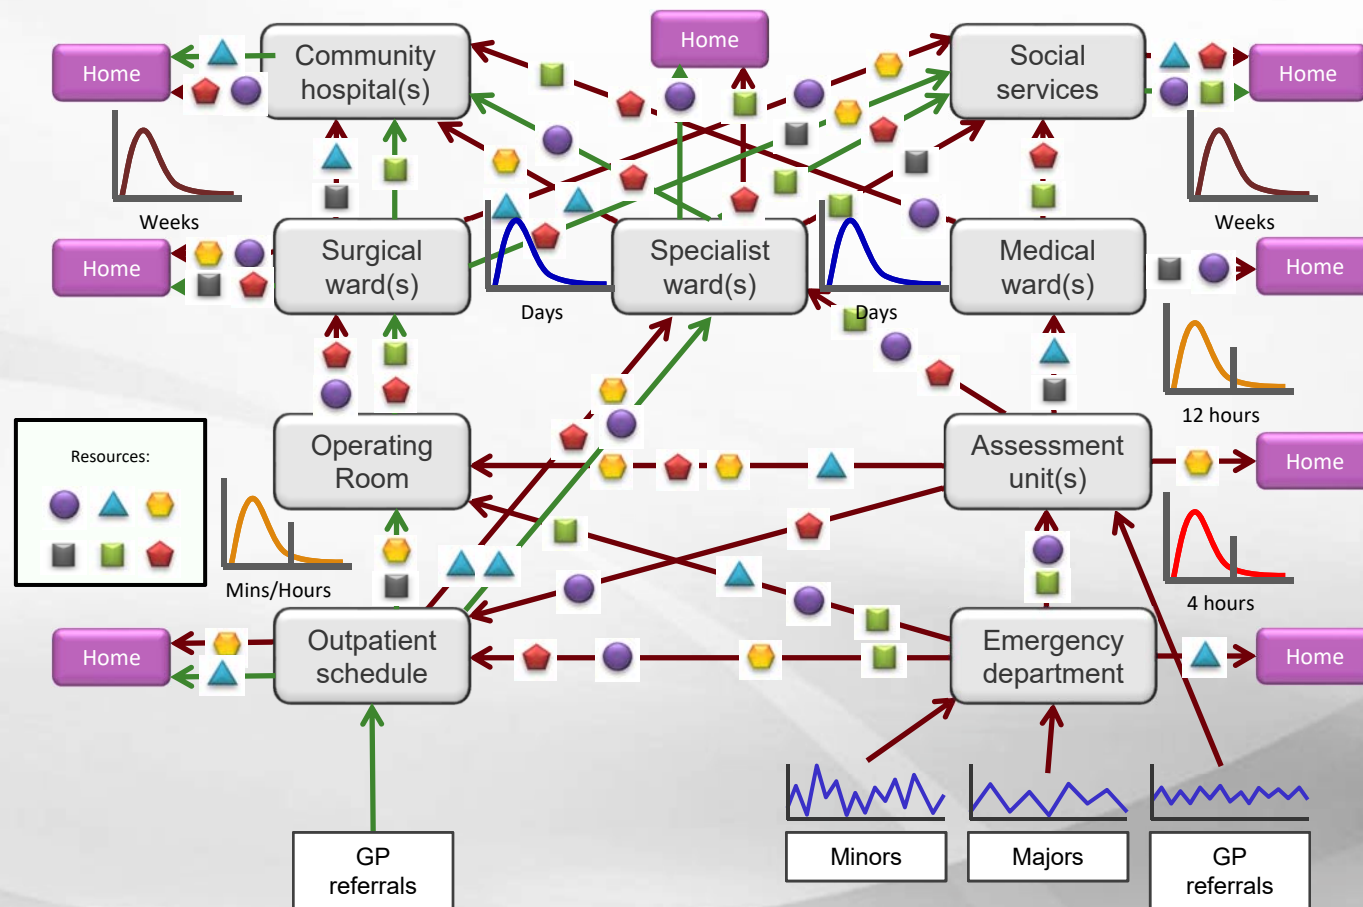 Home
Community
hospital(s)
Home
Social
services
Home
Weeks
Weeks
Home
Surgical
ward(s)
Specialist
ward(s)
Medical
ward(s)
Home
Days
Days
12 hours
Resources:
Operating
Room
Assessment
unit(s)
Home
Mins/Hours
4 hours
Home
Outpatient
schedule
Emergency
department
Home
GP
referrals
Minors
Majors
GP
referrals